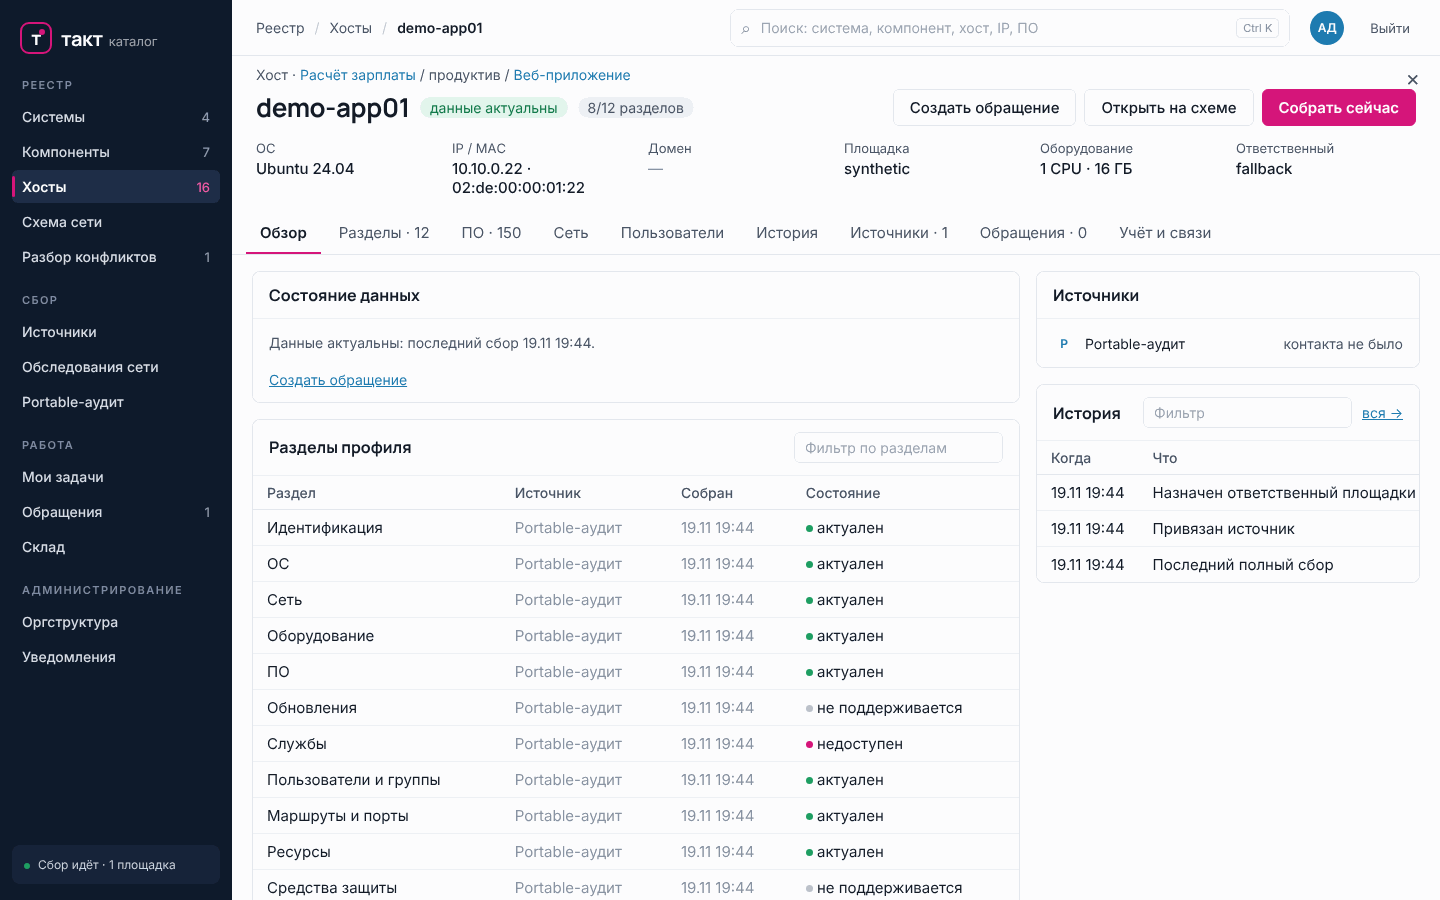 т такт каталог
РЕЕСТР
Системы 4
Компоненты 7
Хосты 16
Схема сети
Разбор конфликтов 1
СБОР
Источники
Обследования сети
Portable-аудит
РАБОТА
Мои задачи
Обращения 1
Склад
АДМИНИСТРИРОВАНИЕ
Оргструктура
Уведомления
Сбор идёт · 1 площадка
Реестр / Хосты / demo-app01
Поиск: система, компонент, хост, IP, ПО Ctrl K
АД Выйти
Хост · Расчёт зарплаты / продуктив / Веб-приложение
demo-app01 данные актуальны 8/12 разделов
Создать обращение Открыть на схеме Собрать сейчас
ОС IP / MAC Домен Площадка Оборудование Ответственный
Ubuntu 24.04 10.10.0.22 · — synthetic 1 CPU · 16 ГБ fallback
02:de:00:00:01:22
Обзор Разделы · 12 ПО · 150 Сеть Пользователи История Источники · 1 Обращения · 0 Учёт и связи
Состояние данных
Данные актуальны: последний сбор 19.11 19:44.
Создать обращение
Разделы профиля Фильтр по разделам
Раздел Источник Собран Состояние
Идентификация Portable-аудит 19.11 19:44 актуален
ОС Portable-аудит 19.11 19:44 актуален
Сеть Portable-аудит 19.11 19:44 актуален
Оборудование Portable-аудит 19.11 19:44 актуален
ПО Portable-аудит 19.11 19:44 актуален
Обновления Portable-аудит 19.11 19:44 не поддерживается
Службы Portable-аудит 19.11 19:44 недоступен
Пользователи и группы Portable-аудит 19.11 19:44 актуален
Маршруты и порты Portable-аудит 19.11 19:44 актуален
Ресурсы Portable-аудит 19.11 19:44 актуален
Средства защиты Portable-аудит 19.11 19:44 не поддерживается
Источники
P Portable-аудит контакта не было
История Фильтр вся →
Когда Что
19.11 19:44 Назначен ответственный площадки
19.11 19:44 Привязан источник
19.11 19:44 Последний полный сбор